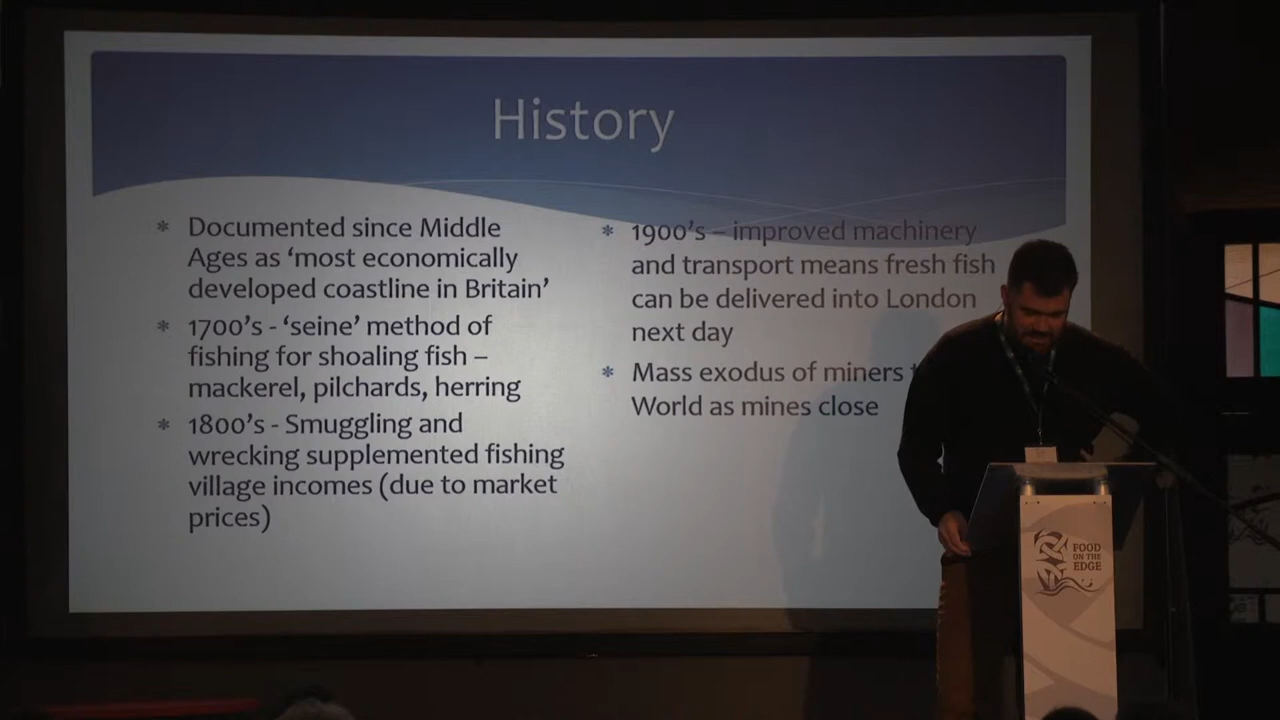 History
* Documented since Middle
Ages as ‘most economically
developed coastline in Britain’
* 1700’s - ‘seine’ method of
fishing for shoaling fish –
mackerel, pilchards, herring
* 1800’s - Smuggling and
wrecking supplemented fishing
village incomes (due to market
prices)
* 1900’s – improved machinery
and transport means fresh fish
can be delivered into London
next day
* Mass exodus of miners
World as mines close
FOOD
ON THE
EDGE